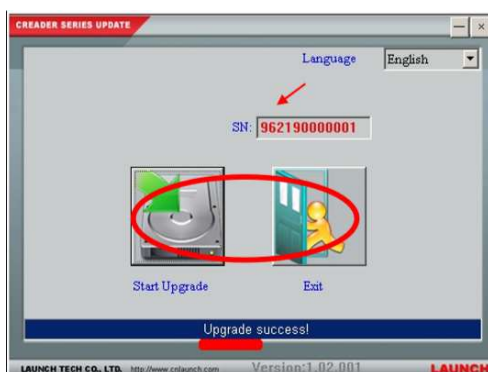 CREADER SERIES UPDATE
Language English
SN: 962190000001
Start Upgrade Exit
Upgrade success!
LAUNCH TECH CO., LTD. http://www.cnlaunch.com Version:1.02.001 LAUNCH